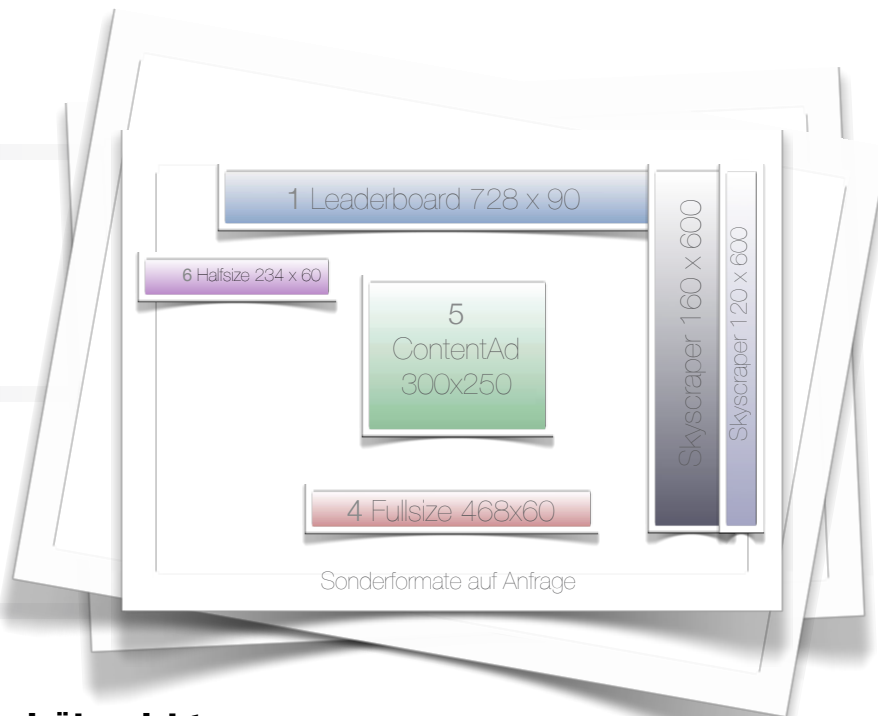 1 Leaderboard 728 x 90
6 Halfsize 234 x 60
5
ContentAd
300x250
Skyscraper 160 x 600
Skyscraper 120 x 600
4 Fullsize 468x60
Sonderformate auf Anfrage